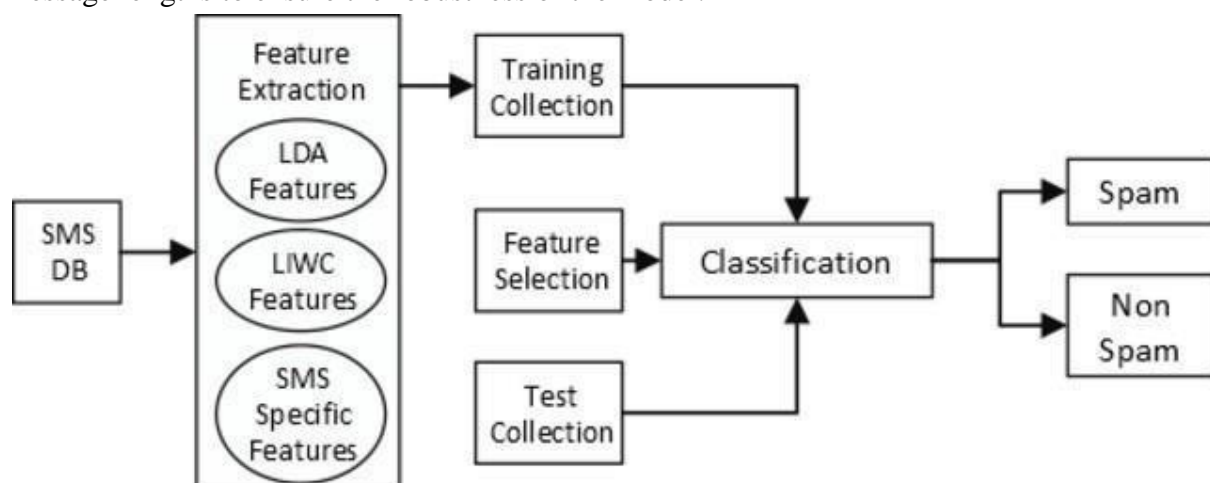 Feature
Extraction
LDA
Features
LIWC
Features
SMS
Specific
Features
SMS
DB
Training
Collection
Feature
Selection
Test
Collection
Classification
Spam
Non
Spam